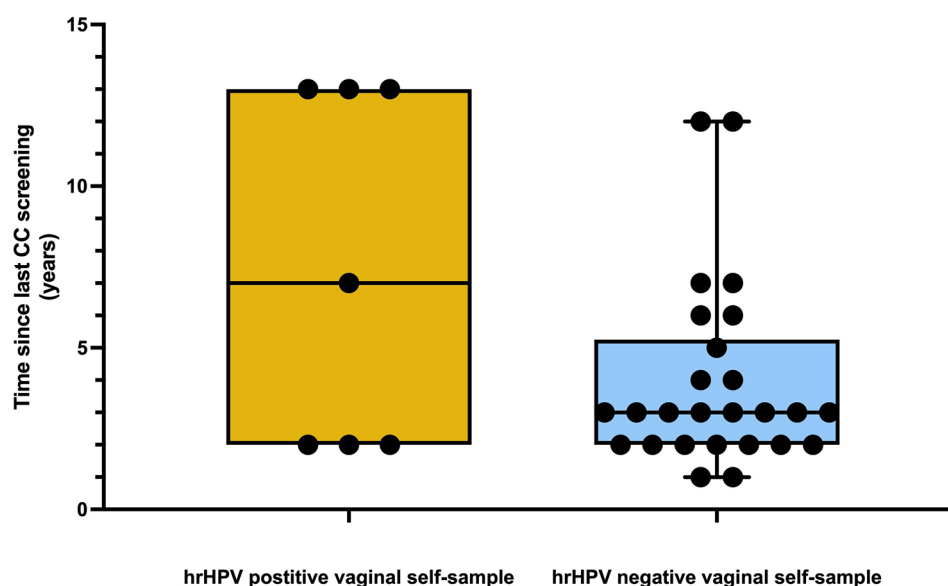 Time since last CC screening
(years)
15
10
5
0
hrHPV postitive vaginal self-sample
hrHPV negative vaginal self-sample